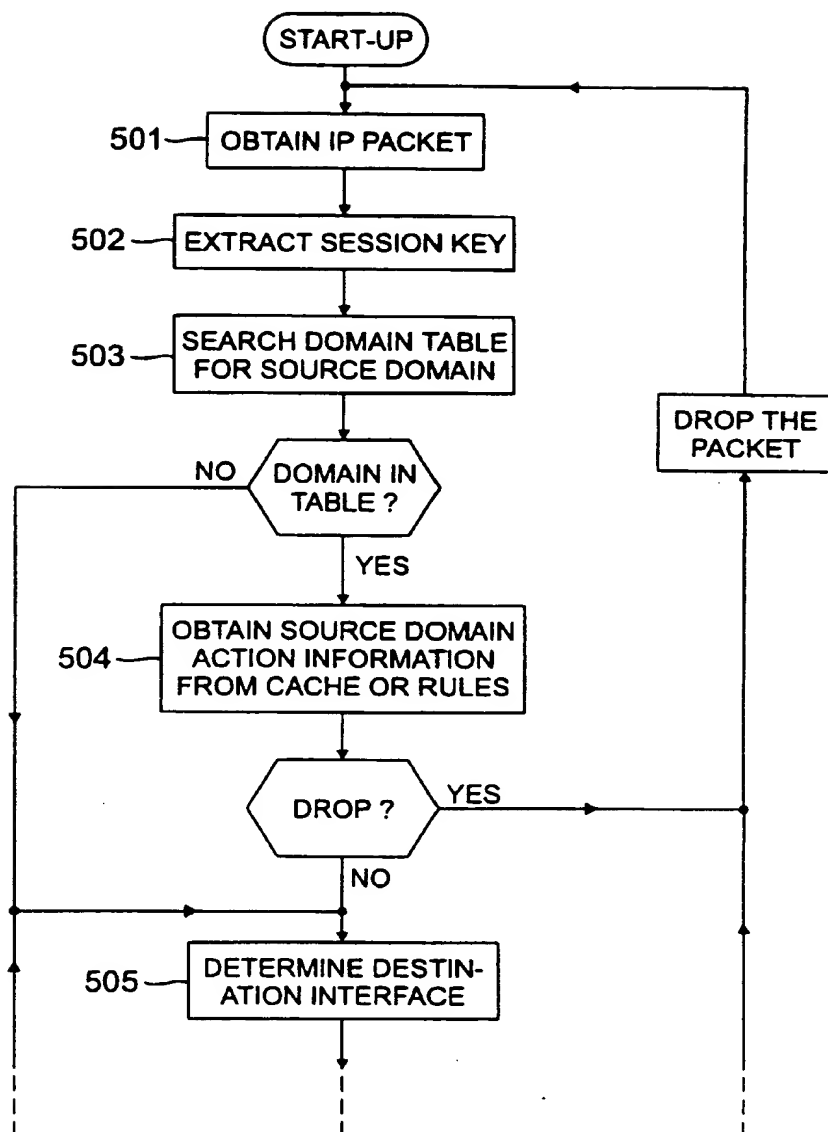 START-UP
501
OBTAIN IP PACKET
502
EXTRACT SESSION KEY
503
SEARCH DOMAIN TABLE
FOR SOURCE DOMAIN
DROP THE
PACKET
NO
DOMAIN IN
TABLE ?
YES
504
OBTAIN SOURCE DOMAIN
ACTION INFORMATION
FROM CACHE OR RULES
DROP ?
YES
NO
505
DETERMINE DESTIN-
ATION INTERFACE